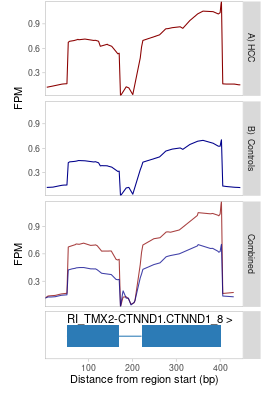 0.9
0.6
0.3
FPM
A) HCC
0.9
0.6
0.3
B) Controls
0.9
0.6
0.3
FPM
Combined
RI_TMX2-CTNND1.CTNND1_8 >
100 200 300 400
Distance from region start (bp)